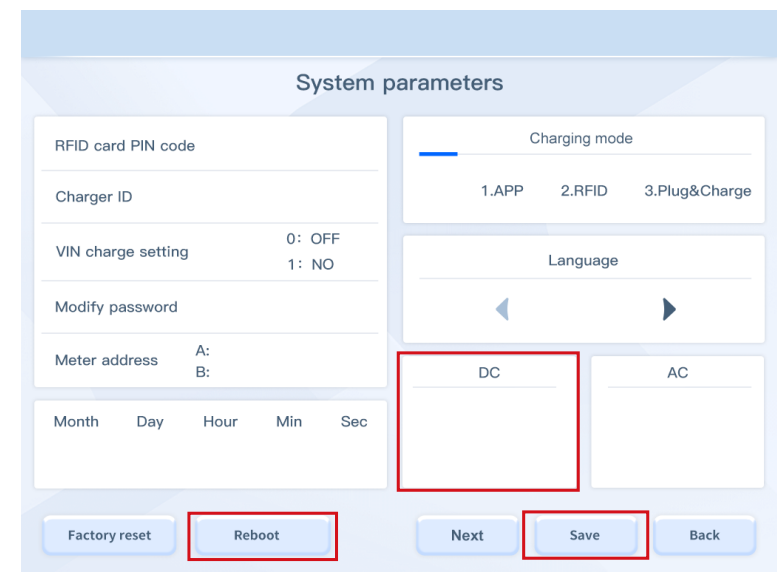 System parameters
RFID card PIN code
Charger ID
VIN charge setting
0: OFF
1: NO
Modify password
Meter address
A:
B:
Month Day Hour Min Sec
Charging mode
1.APP 2.RFID 3.Plug&Charge
Language
DC
AC
Factory reset
Reboot
Next
Save
Back